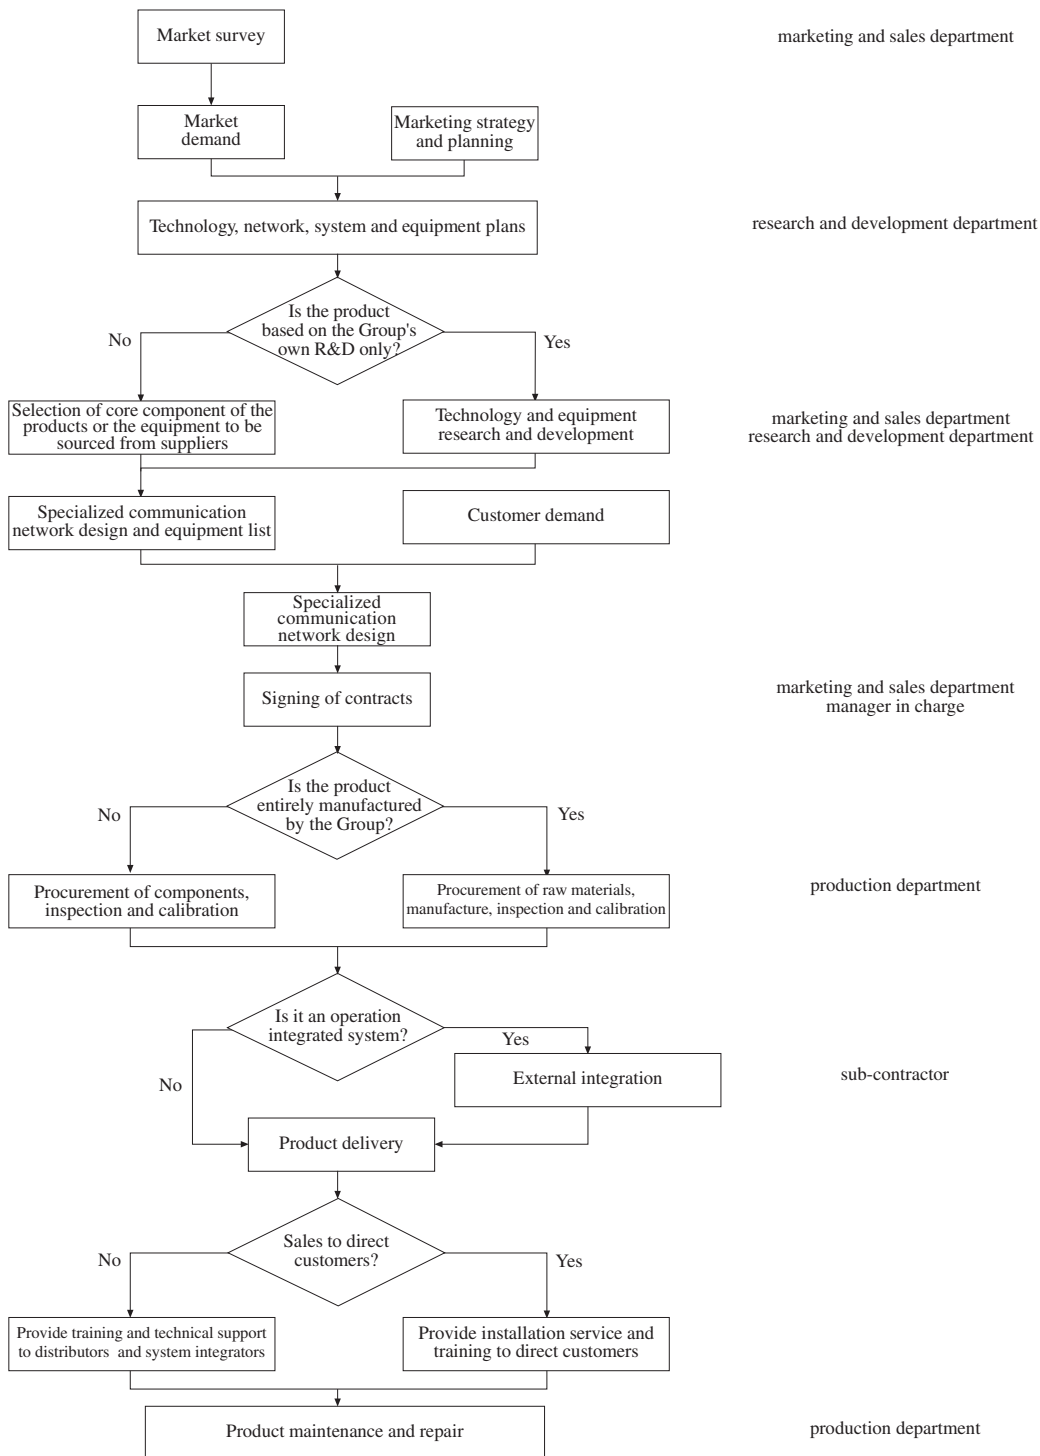 Market survey
marketing and sales department
Market
demand
Marketing strategy
and planning
Technology, network, system and equipment plans
research and development department
Is the product
based on the Group's
own R&D only?
No
Yes
Selection of core component of the
products or the equipment to be
sourced from suppliers
Technology and equipment
research and development
marketing and sales department
research and development department
Specialized communication
network design and equipment list
Customer demand
Specialized
communication
network design
Signing of contracts
marketing and sales department
manager in charge
Is the product
entirely manufactured
by the Group?
No
Yes
Procurement of components,
inspection and calibration
Procurement of raw materials,
manufacture, inspection and calibration
production department
Is it an operation
integrated system?
Yes
No
External integration
sub-contractor
Product delivery
Sales to direct
customers?
No
Yes
Provide training and technical support
to distributors and system integrators
Provide installation service and
training to direct customers
Product maintenance and repair
production department